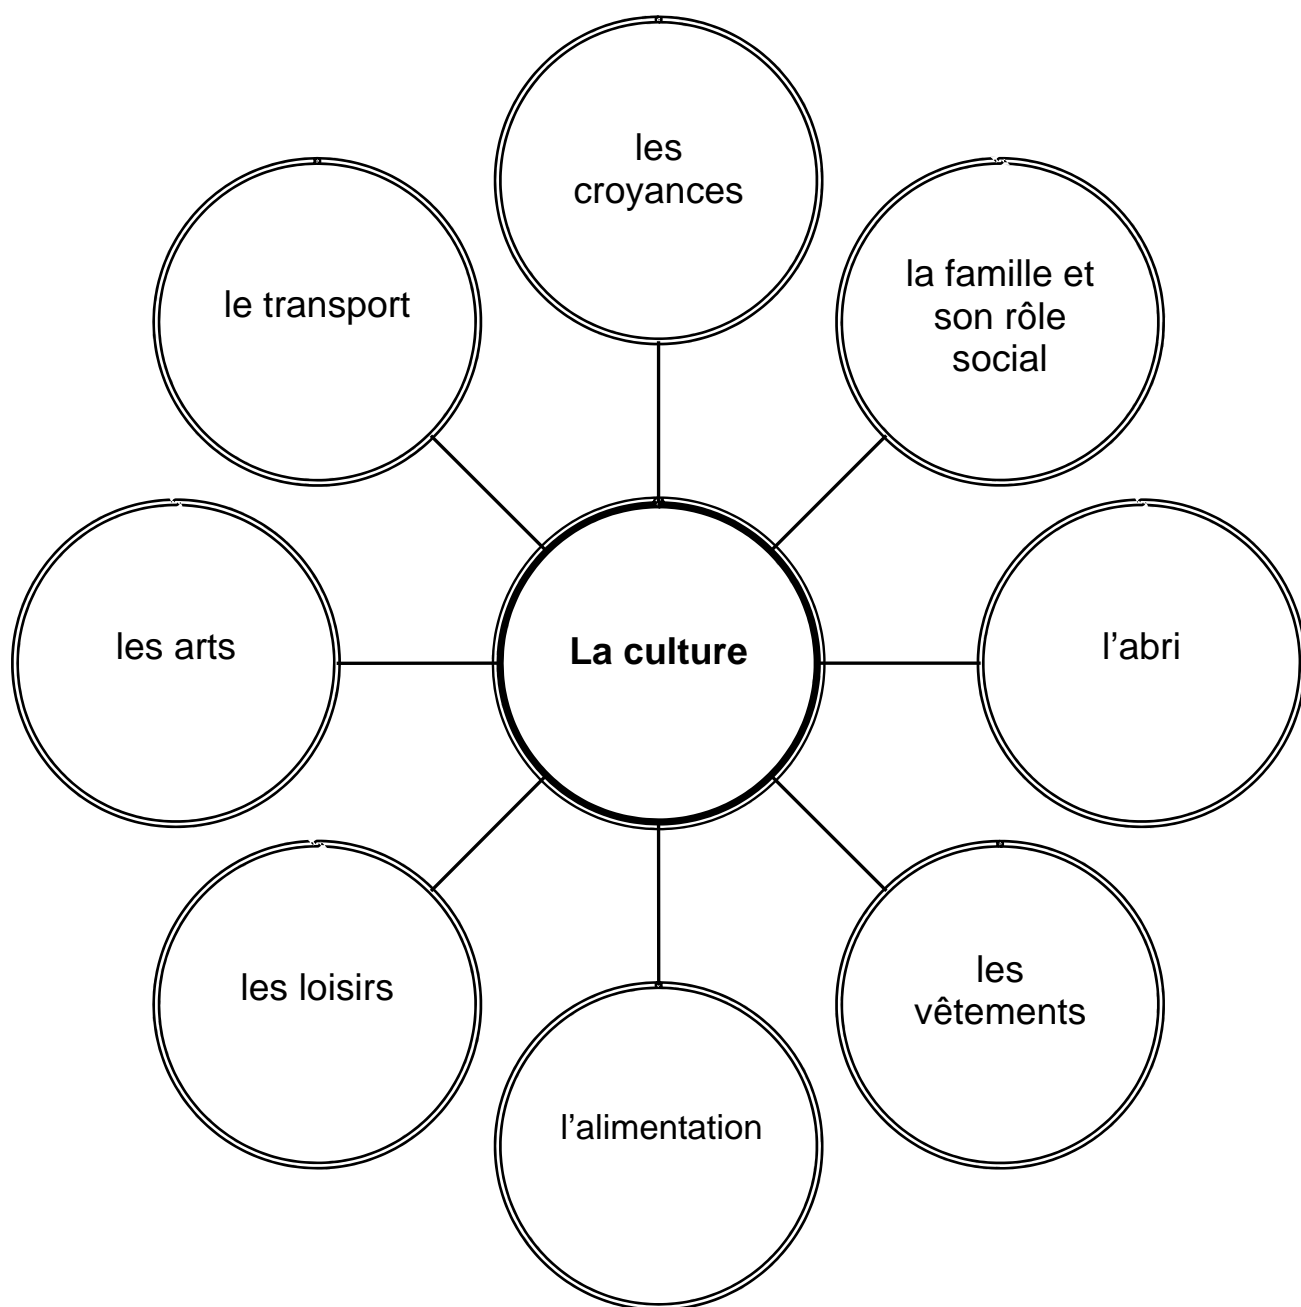 les
croyances
la famille et
son rôle
social
le transport
les arts
La culture
l’abri
les loisirs
les
vêtements
l’alimentation